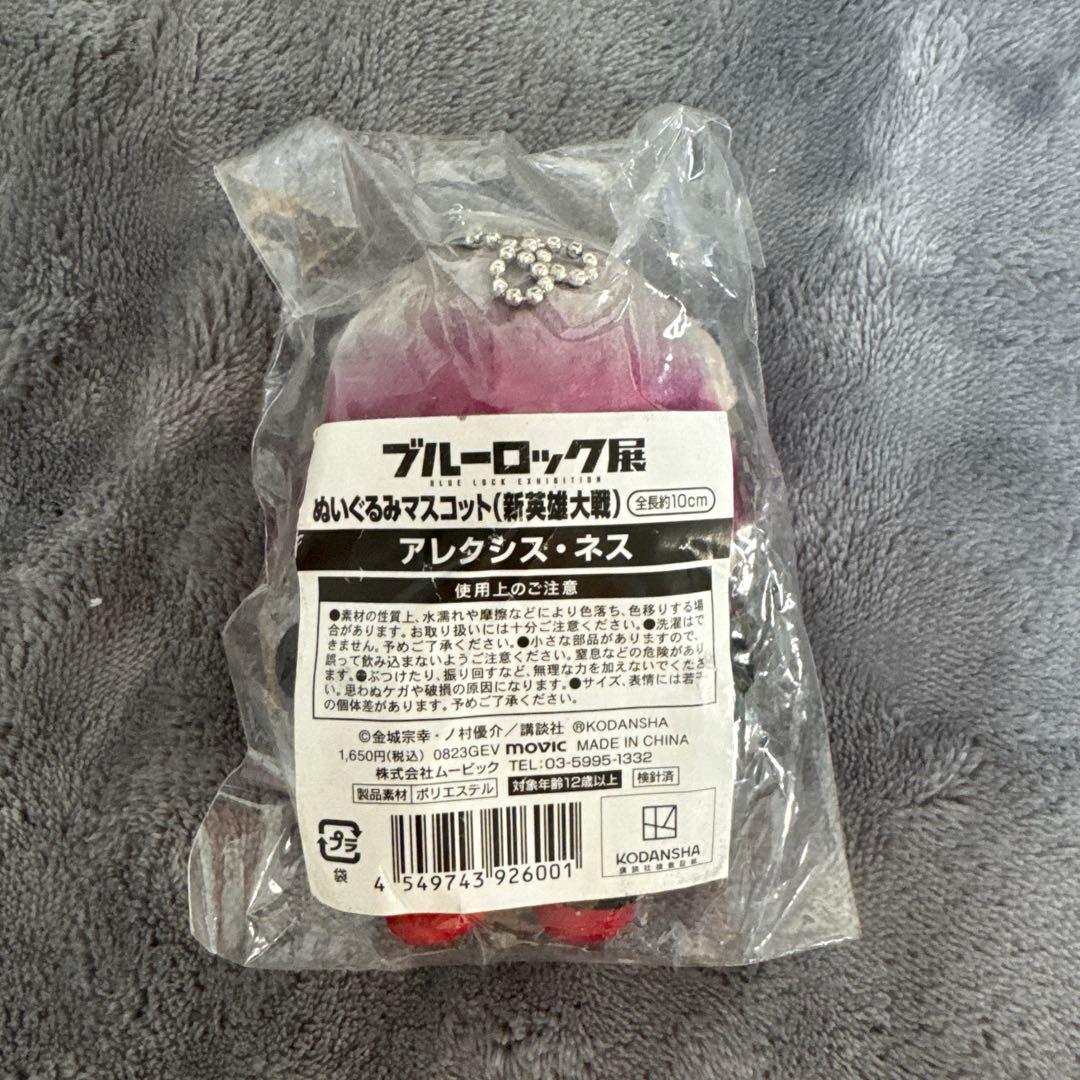 ブルーロック展
BLUE LOCK EXHIBITION
ぬいぐるみマスコット(新英雄大戦) 全長約10cm
アレクシス・ネス
使用上のご注意
●素材の性質上、水濡れや摩擦などにより色落ち、色移りする場
合があります。お取り扱いには十分ご注意ください。●洗濯はで
きません。予めご了承ください。●小さな部品がありますので、
誤って飲み込まないようご注意ください。窒息などの危険があり
ます。●ぶつけたり、振り回すなど、無理な力を加えないでくださ
い。思わぬケガや破損の原因になります。●サイズ、表情には若干
の個体差があります。予めご了承ください。
©金城宗幸・ノ村優介/講談社 ®KODANSHA
1,650円(税込) 0823GEV movic MADE IN CHINA
株式会社ムービック TEL:03-5995-1332
製品素材 ポリエステル 対象年齢12歳以上 検針済
プラ
袋
4 549743 926001
KODANSHA